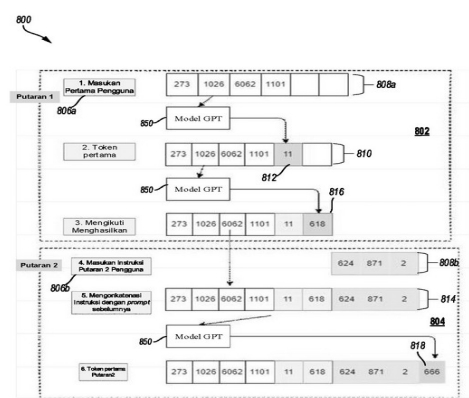 800
1. Masukan
Pertama Pengguna
273 1026 6062 1101
808a
Putaran 1
806a
850
Model GPT
802
2. Token
pertama
273 1026 6062 1101 11
810
812
850
Model GPT
816
3. Mengikuti
Menghasilkan
273 1026 6062 1101 11 618
Putaran 2
4. Masukan Instruksi
Putaran 2 Pengguna
624 871 2
808b
806b
5. Mengonkatenasi
instruksi dengan prompt
sebelumnya
273 1026 6062 1101 11 618 624 871 2
814
804
850
Model GPT
818
6. Token pertama
Putaran2
273 1026 6062 1101 11 618 624 871 2 666